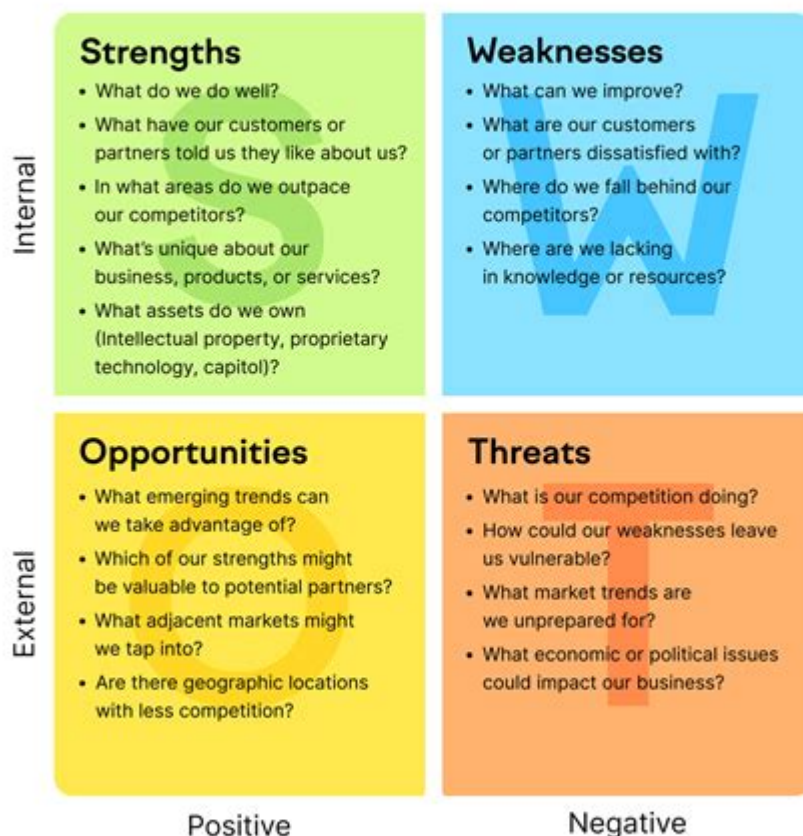 Internal
Strengths
• What do we do well?
• What have our customers or
partners told us they like about us?
• In what areas do we outpace
our competitors?
• What's unique about our
business, products, or services?
• What assets do we own
(Intellectual property, proprietary
technology, capitol)?
S
Weaknesses
• What can we improve?
• What are our customers
or partners dissatisfied with?
• Where do we fall behind our
competitors?
• Where are we lacking
in knowledge or resources?
W
External
Opportunities
• What emerging trends can
we take advantage of?
• Which of our strengths might
be valuable to potential partners?
• What adjacent markets might
we tap into?
• Are there geographic locations
with less competition?
O
Threats
• What is our competition doing?
• How could our weaknesses leave
us vulnerable?
• What market trends are
we unprepared for?
• What economic or political issues
could impact our business?
T
Positive
Negative